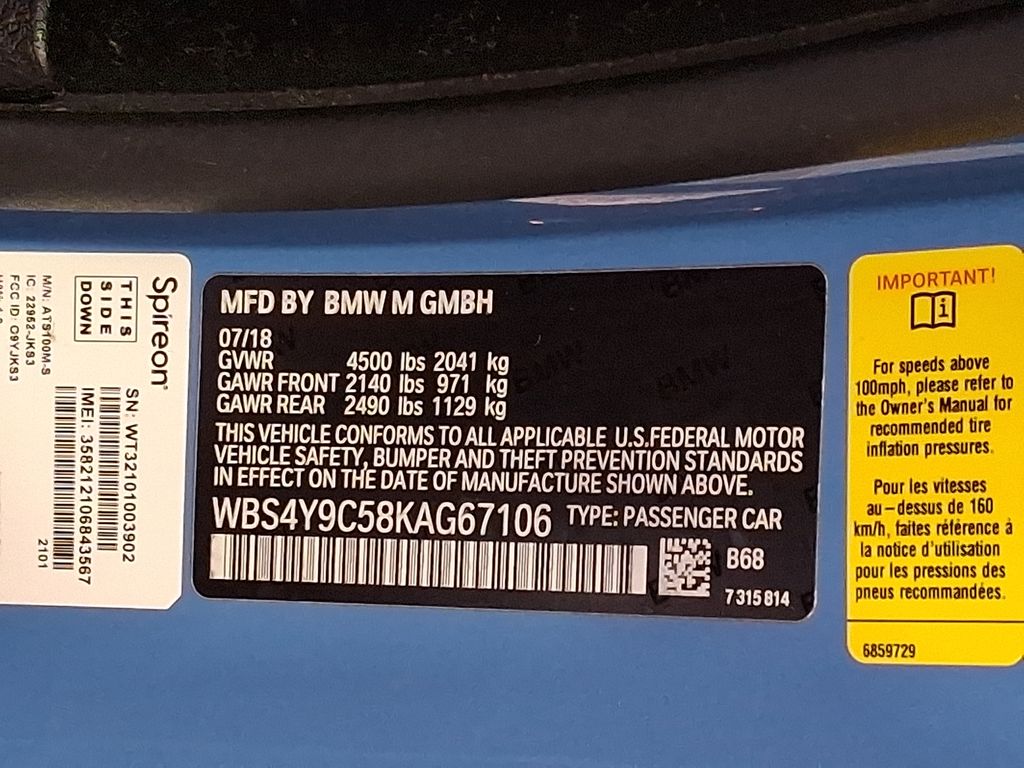 Spireon
THIS
SIDE
DOWN
M/N: ATS100M-S
IC: 22952-JKS3
FCC ID: O9YJKS3
SN: WT321010003902
IMEI: 358212106843567
2101
MFD BY BMW M GMBH
07/18
GVWR 4500 lbs 2041 kg
GAWR FRONT 2140 lbs 971 kg
GAWR REAR 2490 lbs 1129 kg
THIS VEHICLE CONFORMS TO ALL APPLICABLE U.S.FEDERAL MOTOR
VEHICLE SAFETY, BUMPER AND THEFT PREVENTION STANDARDS
IN EFFECT ON THE DATE OF MANUFACTURE SHOWN ABOVE.
WBS4Y9C58KAG67106 TYPE: PASSENGER CAR
B68
7315814
IMPORTANT!
For speeds above
100mph, please refer to
the Owner's Manual for
recommended tire
inflation pressures.
Pour les vitesses
au-dessus de 160
km/h, faites référence à
la notice d'utilisation
pour les pressions des
pneus recommandées.
6859729